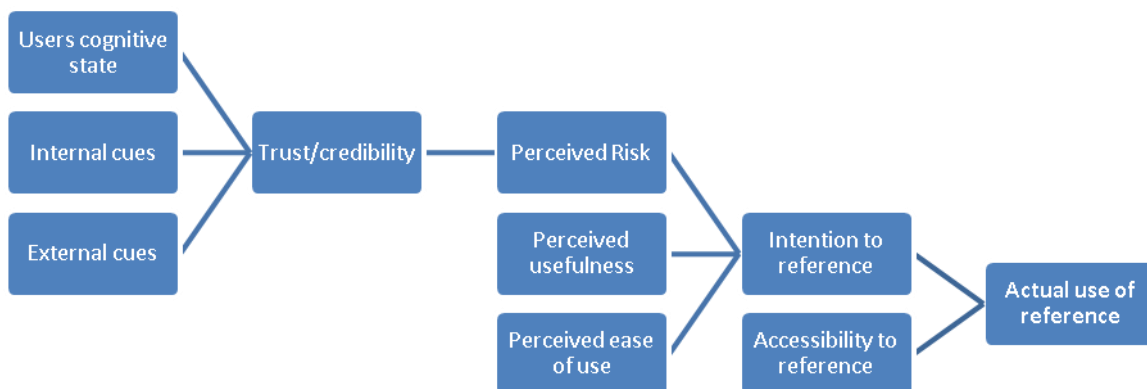 Users cognitive
state
Internal cues
External cues
Trust/credibility
Perceived Risk
Perceived
usefulness
Perceived ease
of use
Intention to
reference
Accessibility to
reference
Actual use of
reference